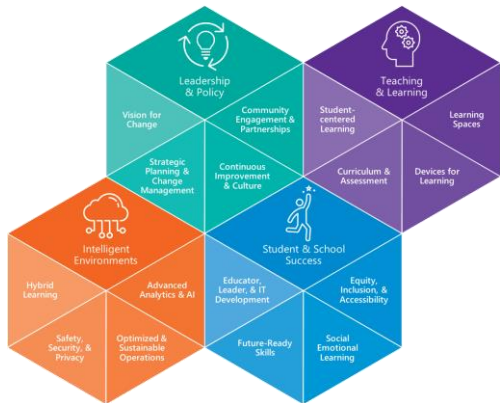 Leadership
& Policy
Teaching
& Learning
Vision for
Change
Community
Engagement &
Partnerships
Student-
centered
Learning
Learning
Spaces
Strategic
Planning &
Change
Management
Continuous
Improvement
& Culture
Curriculum
& Assessment
Devices for
Learning
Intelligent
Environments
Student & School
Success
Hybrid
Learning
Advanced
Analytics & AI
Educator,
Leader, & IT
Development
Equity,
Inclusion, &
Accessibility
Safety,
Security, &
Privacy
Optimized &
Sustainable
Operations
Future-Ready
Skills
Social
Emotional
Learning